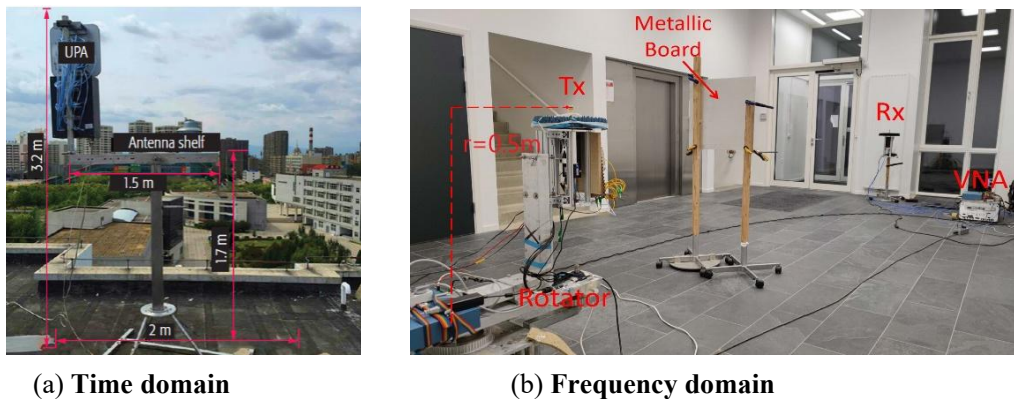 UPA
Antenna shelf
3.2 m
1.5 m
1.7 m
2 m
Metallic
Board
Tx
r=0.5m
Rx
VNA
Rotator
(a) Time domain
(b) Frequency domain